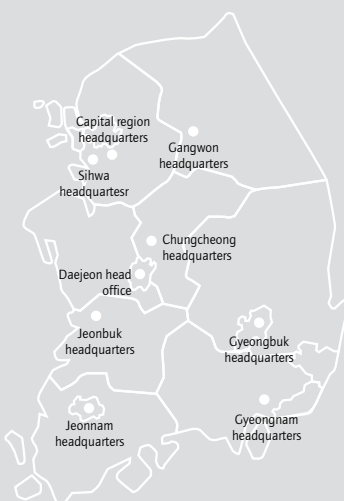 Capital region
headquarters
Gangwon
headquarters
Sihwa
headquartesr
Chungcheong
headquarters
Daejeon head
office
Jeonbuk
headquarters
Gyeongbuk
headquarters
Jeonnam
headquarters
Gyeongnam
headquarters